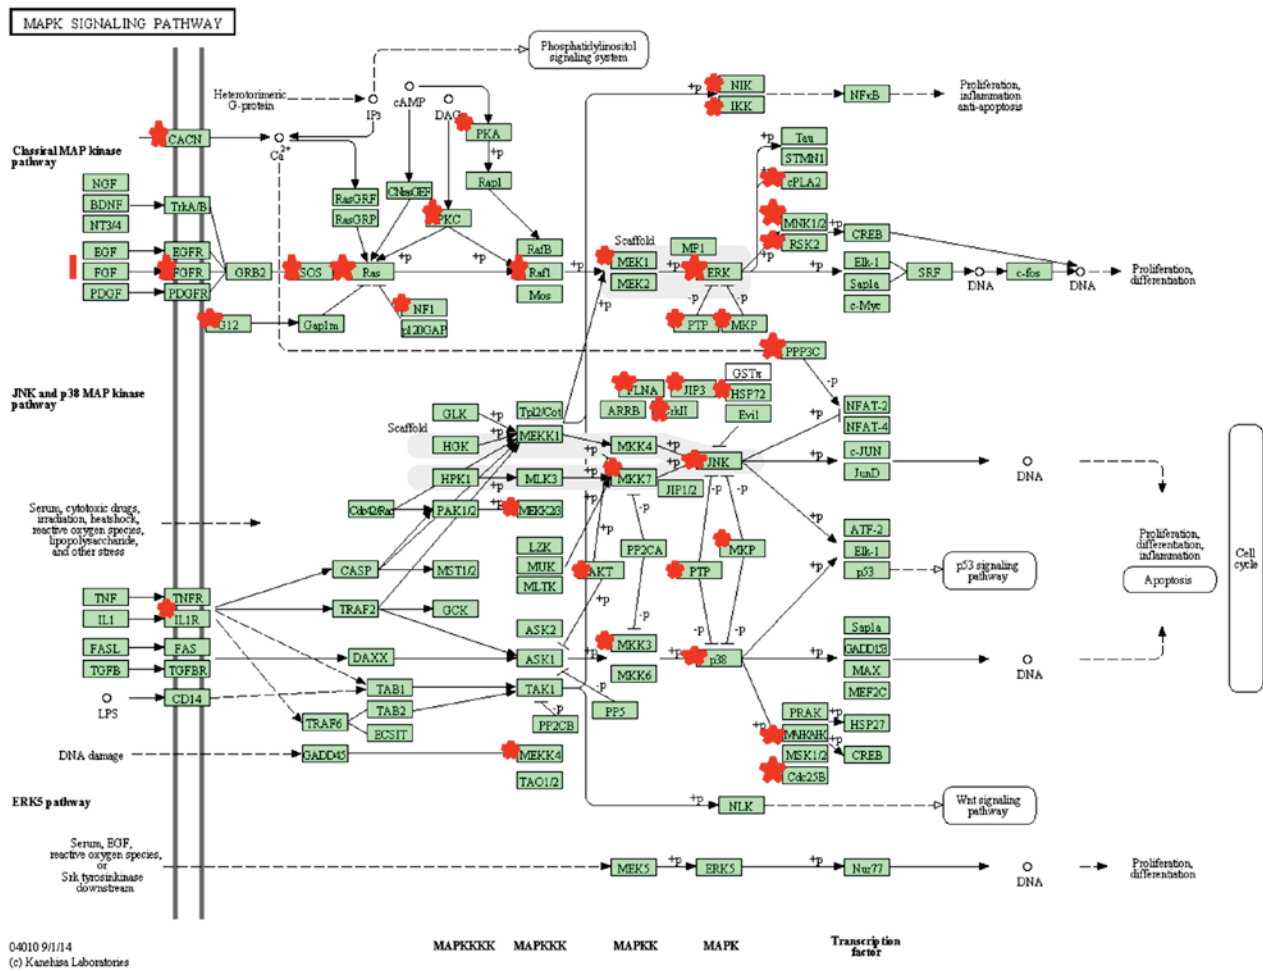 MAPK SIGNALING PATHWAY
Phosphatidylinositol
signaling system
Heterotorimeric
G-protein
IP3
cAMP
DAG
PKA
+p
Rap1
NIK
IKK
+p
NFκB
Proliferation,
inflammation
anti-apoptosis
CACN
Ca2+
Classical MAP kinase
pathway
NGF
BDNF
NT3/4
TrkA/B
RasGRF
RasGRP
CNrasGEF
PKC
EGF
EGFR
FGF
FGFR
PDGF
PDGFR
GRB2
SOS
Ras
+p
+p
RafB
Raf1
Mos
+p
G12
Gap1m
NF1
p120GAP
Scaffold
MEK1
MEK2
+p
MP1
+p
ERK
-p
-p
PTP
MKP
+p
Tau
STMN1
cPLA2
+p
MNK1/2
RSK2
+p
CREB
+p
Elk-1
Sap1a
c-Myc
SRF
DNA
c-fos
DNA
Proliferation,
differentiation
PPP3C
-p
JNK and p38 MAP kinase
pathway
Scaffold
GLK
HGK
HPK1
+p
+p
+p
+p
Tpl2/Cot
MEKK1
MLK3
FLNA
JIP3
GSTπ
HSP72
ARRB
CrkII
Evi1
MKK4
MKK7
+p
+p
JNK
JIP1/2
NFAT-2
NFAT-4
+p
+p
c-JUN
JunD
DNA
Cdc42/Rac
PAK1/2
+p
MEKK2/3
Serum, cytotoxic drugs,
irradiation, heatshock,
reactive oxygen species,
lipopolysaccharide,
and other stress
LZK
MUK
MLTK
+p
+p
+p
-p
PP2CA
-p
-p
-p
MKP
PTP
AKT
+p
ATF-2
Elk-1
p53
+p
p53 signaling
pathway
Proliferation,
differentiation,
inflammation
Apoptosis
Cell
cycle
CASP
MST1/2
TNF
TNFR
IL1
IL1R
TRAF2
GCK
FASL
FAS
TGFB
TGFBR
DAXX
ASK2
ASK1
+p
+p
-p
MKK3
MKK6
+p
-p
-p
p38
+p
Sap1a
GADD153
MAX
MEF2C
DNA
LPS
CD14
TAB1
TAB2
ECSIT
TRAF6
TAK1
-p
-p
PP2CB
PP5
PRAK
MAPKAPK
MSK1/2
Cdc25B
+p
+p
+p
HSP27
CREB
DNA damage
GADD45
MEKK4
TAO1/2
+p
NLK
Wnt signaling
pathway
ERK5 pathway
Serum, EGF,
reactive oxygen species,
or
Srk tyrosinkinase
downstream
MEK5
+p
ERK5
+p
Nur77
DNA
Proliferation,
differentiation
MAPKKKK
MAPKKK
MAPKK
MAPK
Transcription
factor
04010 9/1/14
(c) Kanehisa Laboratories